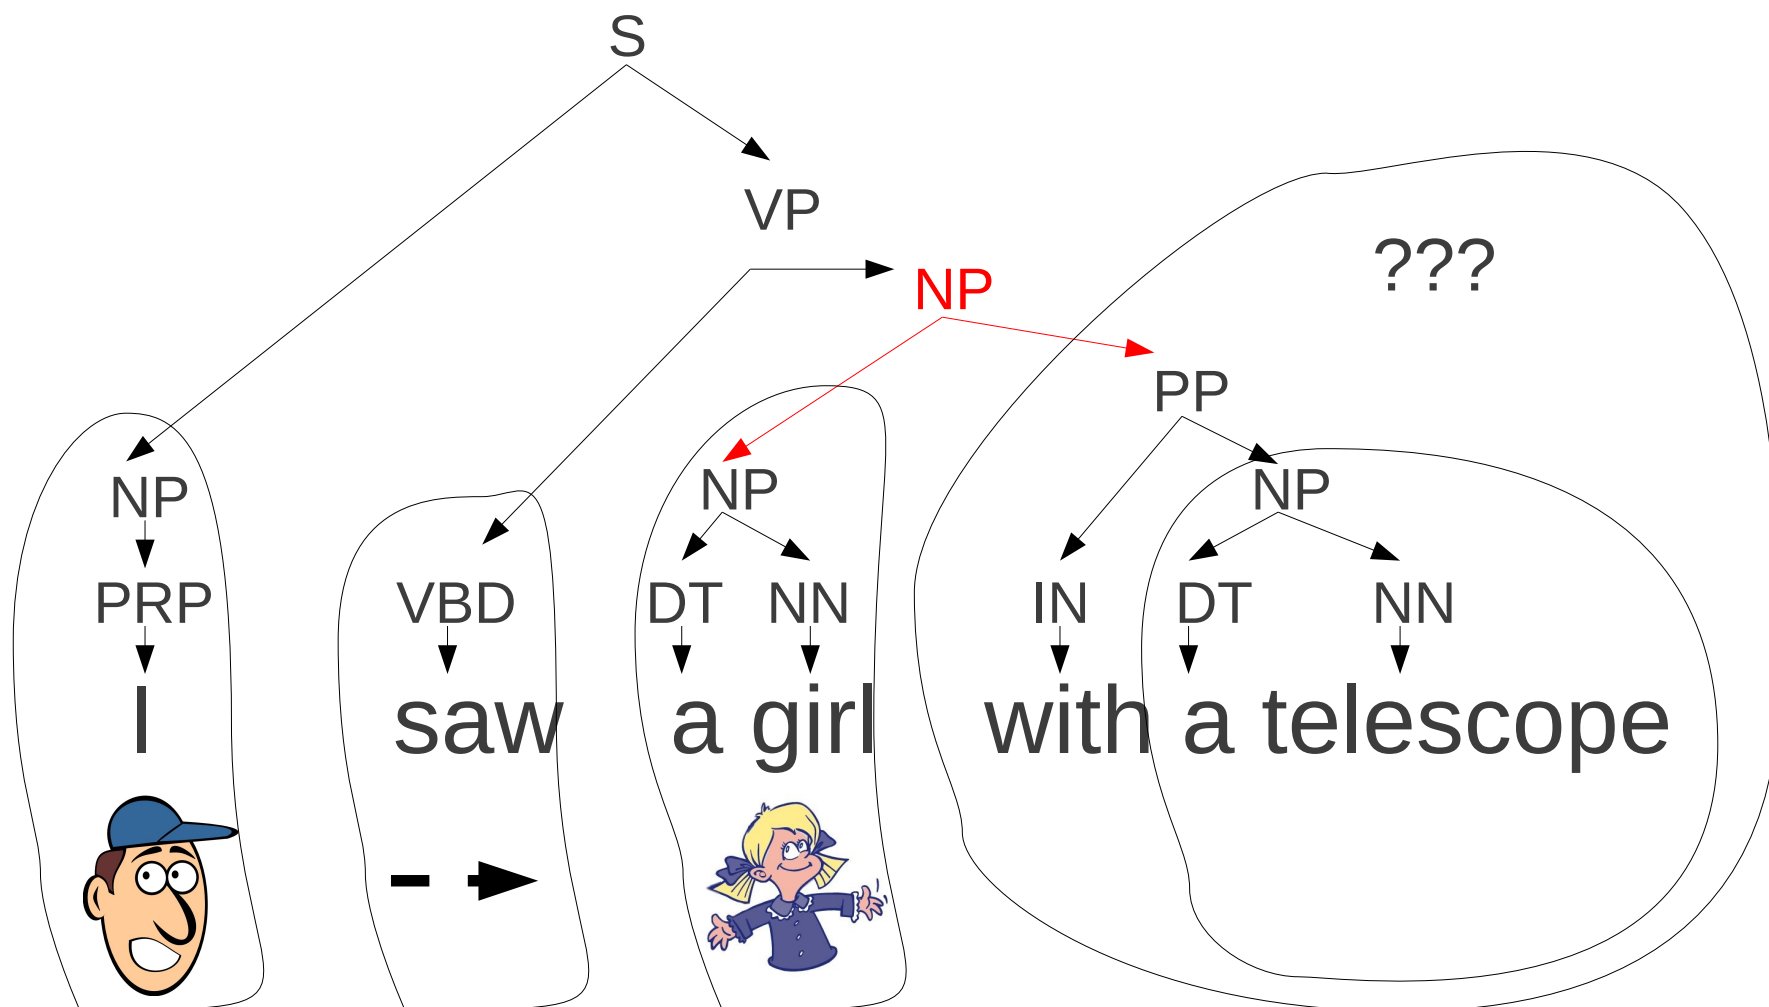 S
VP
NP
???
PP
NP
NP
NP
PRP
VBD
DT NN
IN
DT
NN
I saw a girl with a telescope